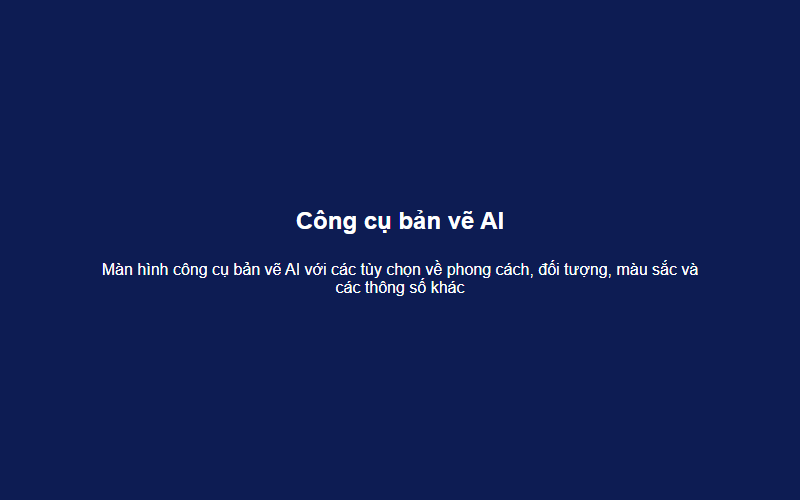 Công cụ bản vẽ AI
Màn hình công cụ bản vẽ AI với các tùy chọn về phong cách, đối tượng, màu sắc và
các thông số khác